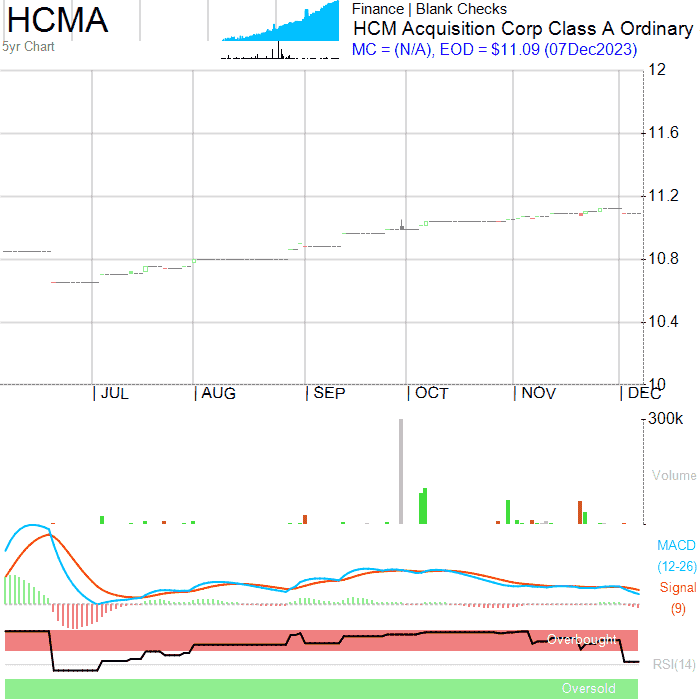 HCMA
5yr Chart
Finance | Blank Checks
HCM Acquisition Corp Class A Ordinary
MC = (N/A), EOD = $11.09 (07Dec2023)
12
11.6
11.2
10.8
10.4
10
JUL
AUG
SEP
OCT
NOV
DEC
300k
Volume
MACD
(12-26)
Signal
(9)
Overbought
RSI(14)
Oversold